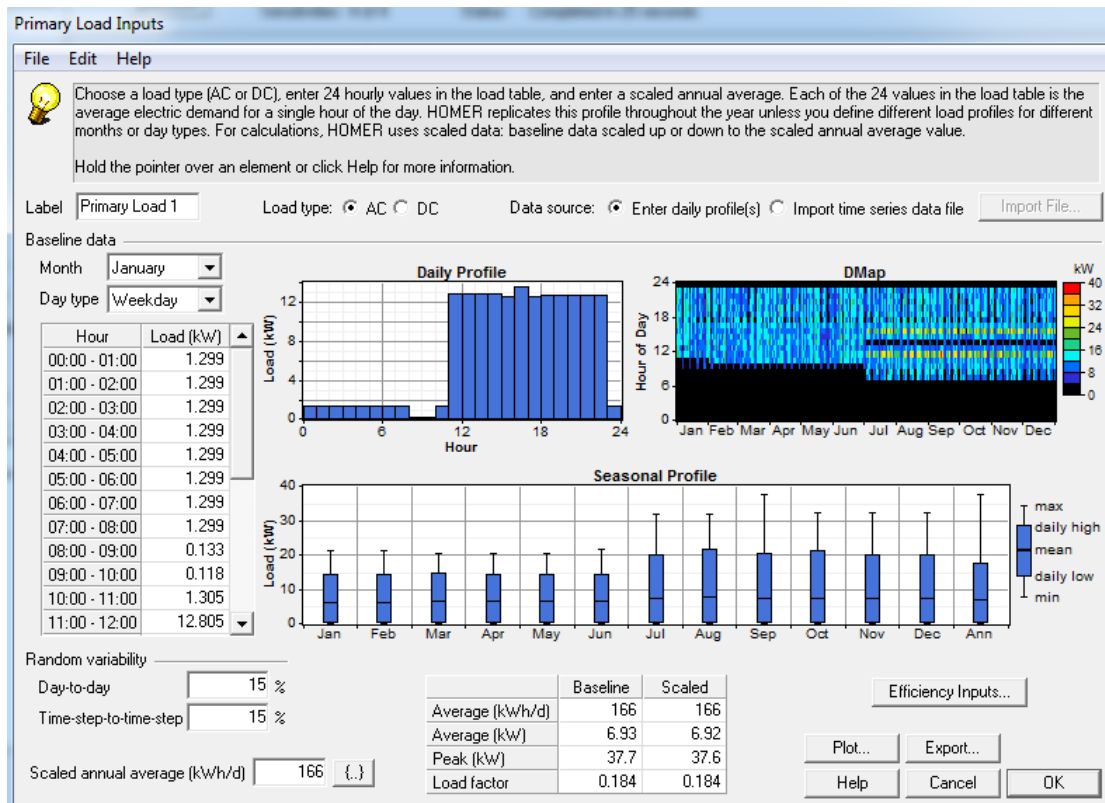 Primary Load Inputs
File Edit Help
Choose a load type (AC or DC), enter 24 hourly values in the load table, and enter a scaled annual average. Each of the 24 values in the load table is the
average electric demand for a single hour of the day. HOMER replicates this profile throughout the year unless you define different load profiles for different
months or day types. For calculations, HOMER uses scaled data: baseline data scaled up or down to the scaled annual average value.
Hold the pointer over an element or click Help for more information.
Label Primary Load 1 Load type: AC DC Data source: Enter daily profile(s) Import time series data file Import File...
Baseline data
Month January
Day type Weekday
Hour Load (kW)
00:00 - 01:00 1.299
01:00 - 02:00 1.299
02:00 - 03:00 1.299
03:00 - 04:00 1.299
04:00 - 05:00 1.299
05:00 - 06:00 1.299
06:00 - 07:00 1.299
07:00 - 08:00 1.299
08:00 - 09:00 0.133
09:00 - 10:00 0.118
10:00 - 11:00 1.305
11:00 - 12:00 12.805
Daily Profile
Load (kW)
12
8
4
0
0 6 12 18 24
Hour
DMap
Hour of Day
24
18
12
6
0
Jan Feb Mar Apr May Jun Jul Aug Sep Oct Nov Dec
kW
40
32
24
16
8
0
Seasonal Profile
Load (kW)
40
30
20
10
0
Jan Feb Mar Apr May Jun Jul Aug Sep Oct Nov Dec Ann
max
daily high
mean
daily low
min
Random variability
Day-to-day 15 %
Time-step-to-time-step 15 %
Scaled annual average (kWh/d) 166 {..}
Baseline Scaled
Average (kWh/d) 166 166
Average (kW) 6.93 6.92
Peak (kW) 37.7 37.6
Load factor 0.184 0.184
Efficiency Inputs...
Plot... Export...
Help Cancel OK